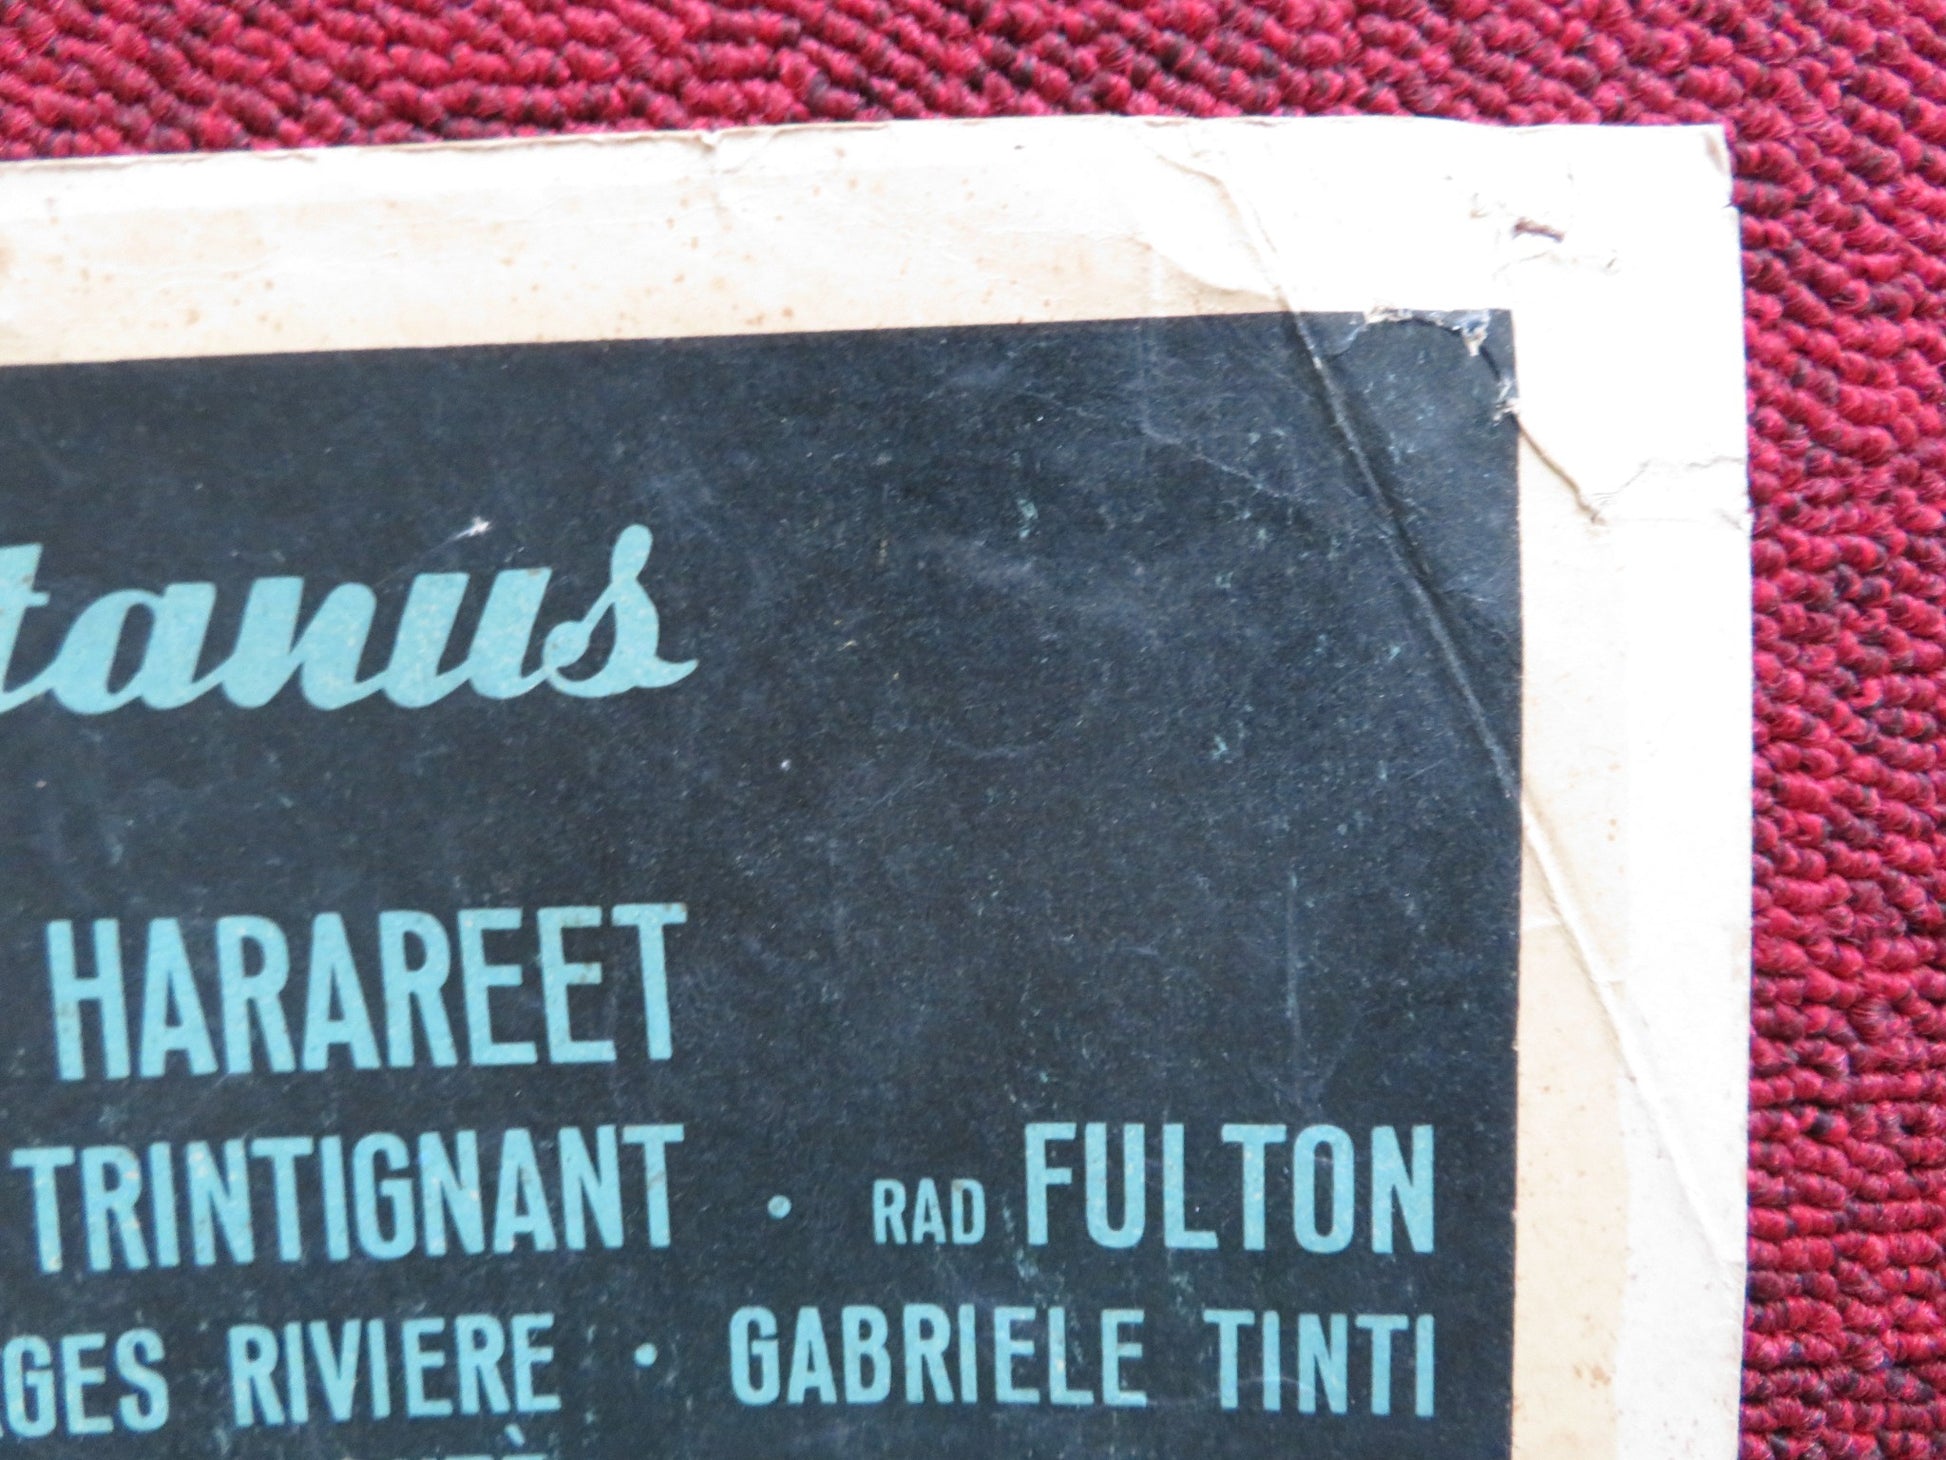 tanus
HARAREET
TRINTIGNANT · RAD FULTON
GES RIVIERE · GABRIELE TINTI